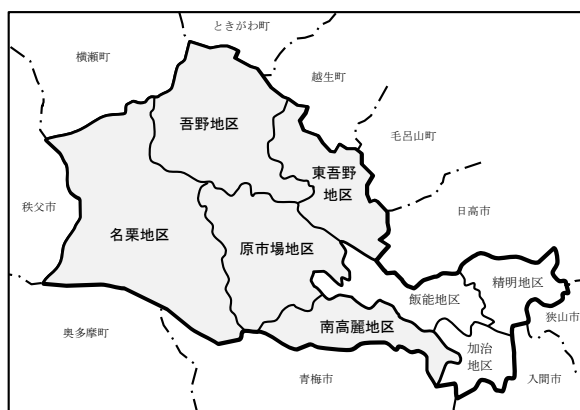 ときがわ町
横瀬町
越生町
吾野地区
毛呂山町
東吾野
地区
秩父市
日高市
名栗地区
原市場地区
精明地区
飯能地区
狭山市
奥多摩町
南高麗地区
加治
地区
青梅市
入間市